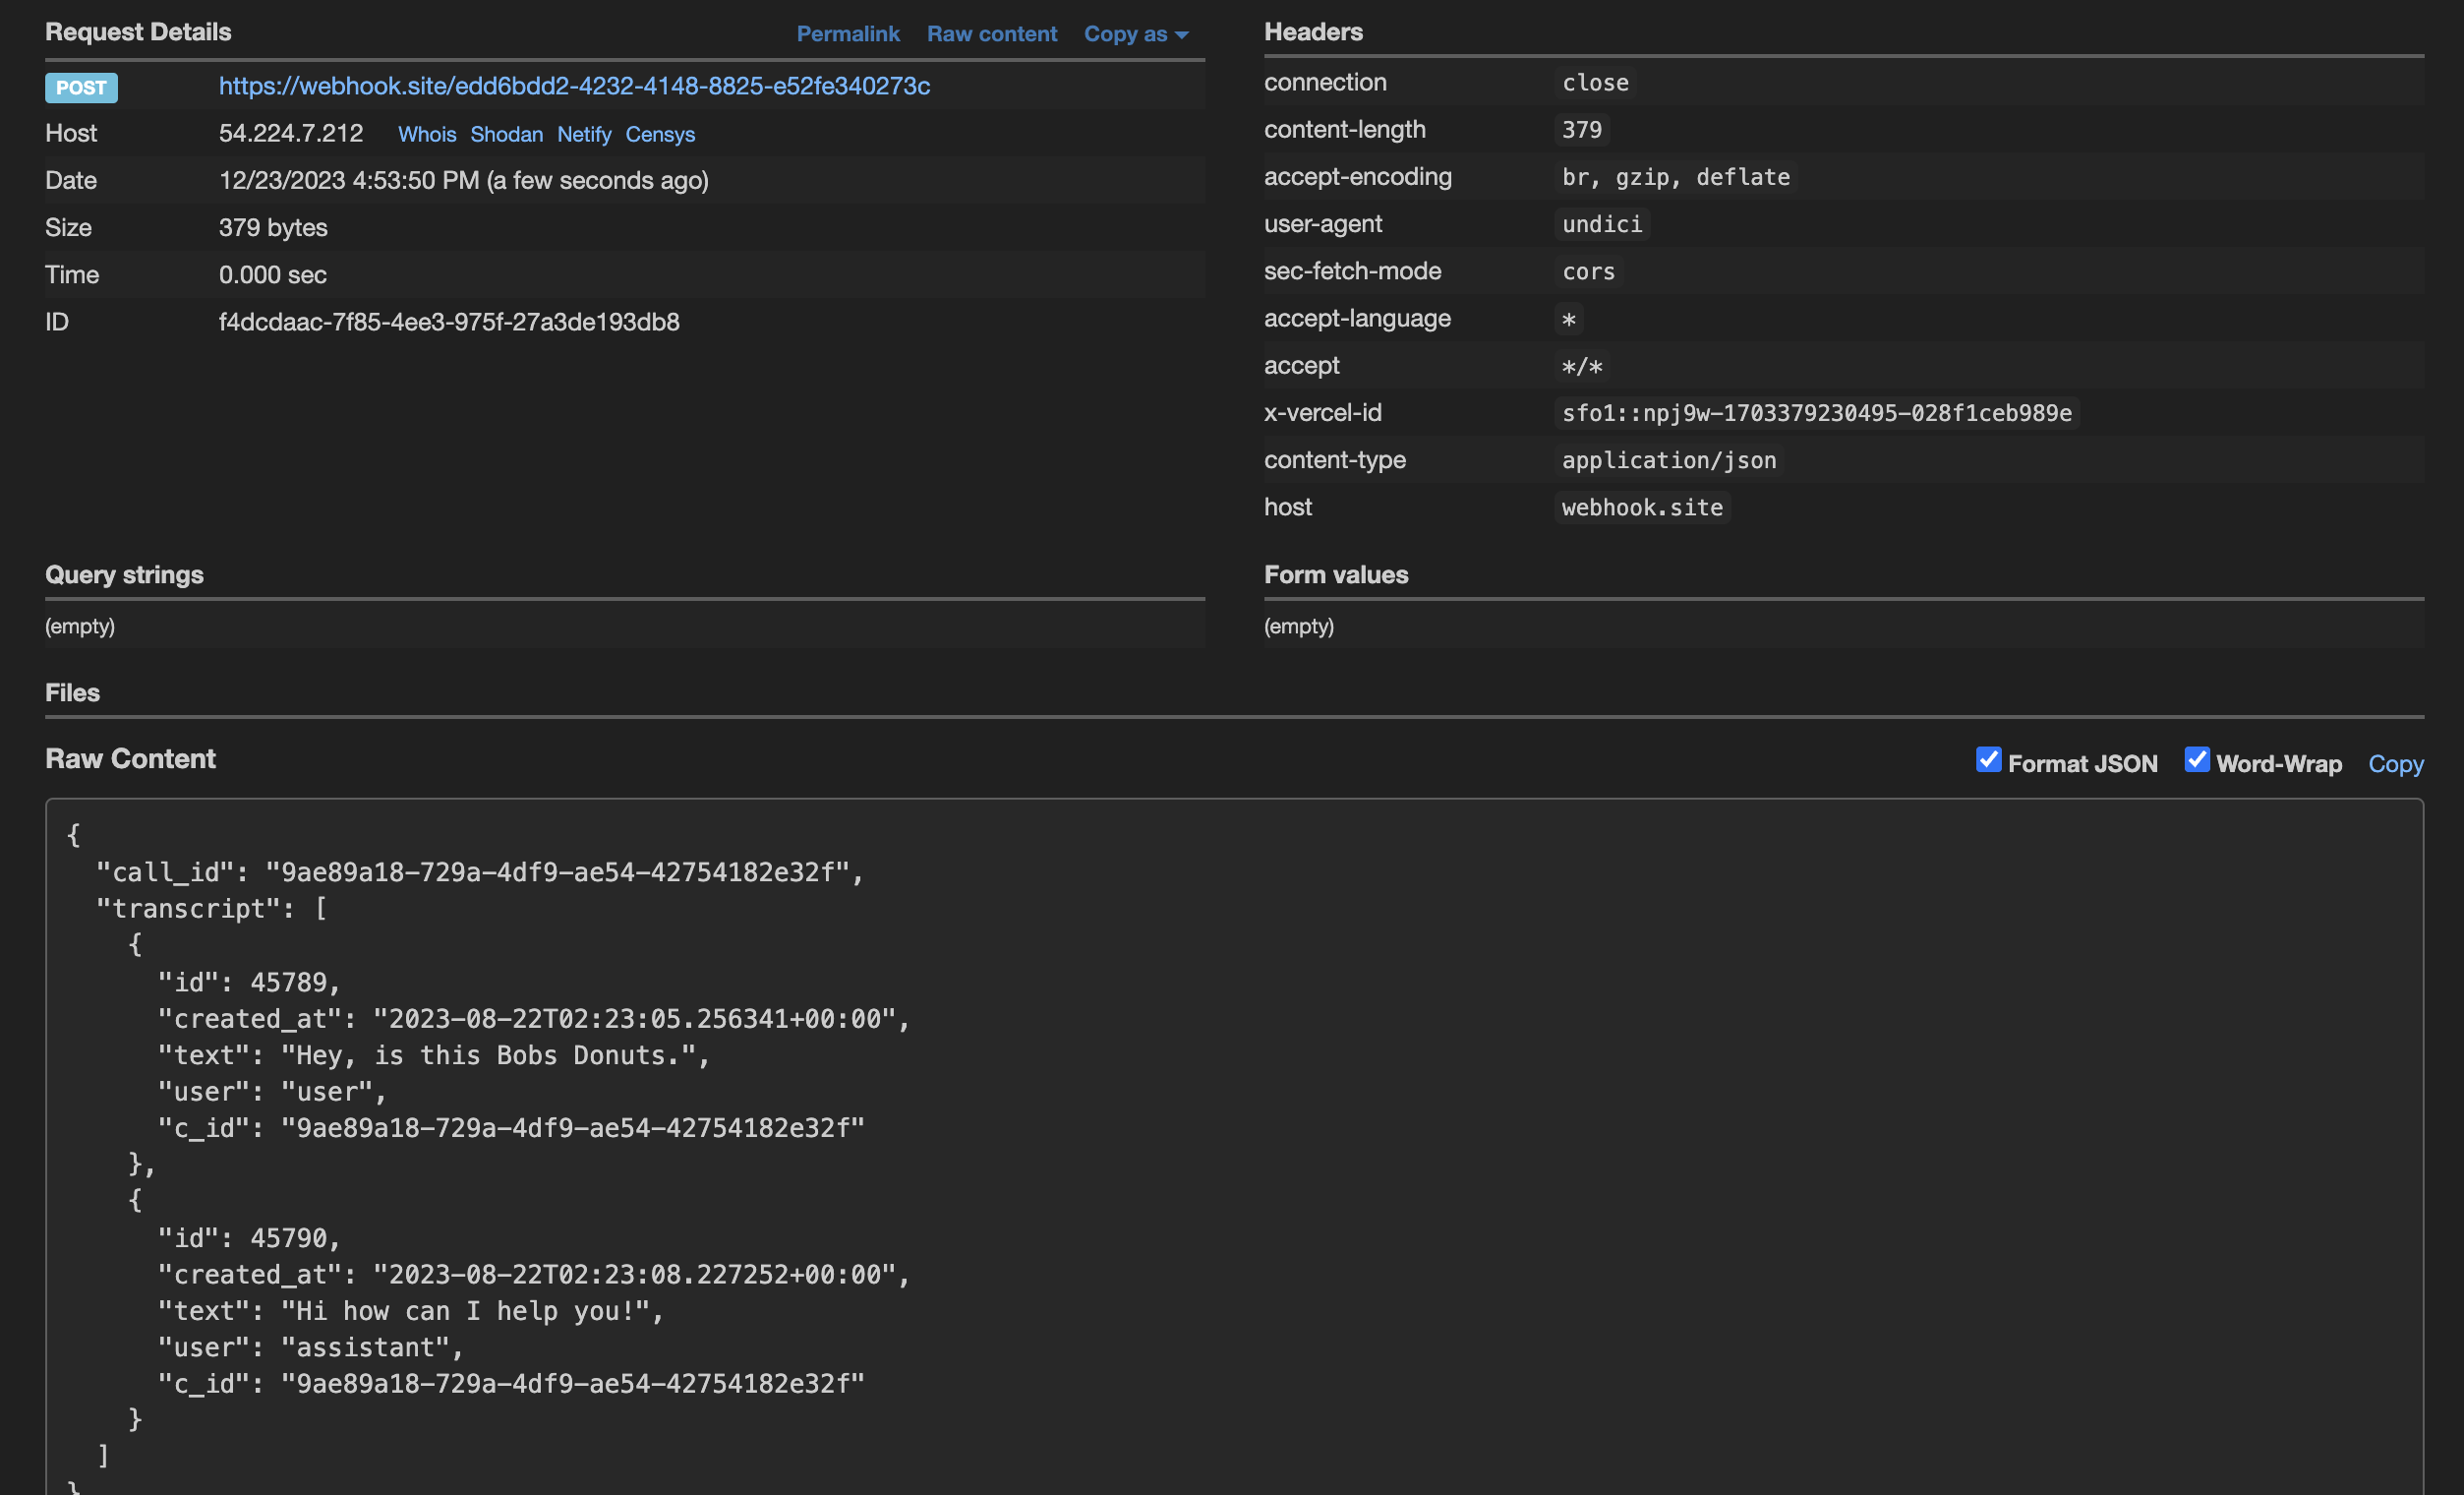 Request Details
Permalink Raw content Copy as
POST https://webhook.site/edd6bdd2-4232-4148-8825-e52fe340273c
Host 54.224.7.212 Whois Shodan Netify Censys
Date 12/23/2023 4:53:50 PM (a few seconds ago)
Size 379 bytes
Time 0.000 sec
ID f4dcdaac-7f85-4ee3-975f-27a3de193db8
Headers
connection close
content-length 379
accept-encoding br, gzip, deflate
user-agent undici
sec-fetch-mode cors
accept-language *
accept */*
x-vercel-id sfo1::npj9w-1703379230495-028f1ceb989e
content-type application/json
host webhook.site
Query strings
(empty)
Form values
(empty)
Files
Raw Content
Format JSON Word-Wrap Copy
{
  "call_id": "9ae89a18-729a-4df9-ae54-42754182e32f",
  "transcript": [
    {
      "id": 45789,
      "created_at": "2023-08-22T02:23:05.256341+00:00",
      "text": "Hey, is this Bobs Donuts.",
      "user": "user",
      "c_id": "9ae89a18-729a-4df9-ae54-42754182e32f"
    },
    {
      "id": 45790,
      "created_at": "2023-08-22T02:23:08.227252+00:00",
      "text": "Hi how can I help you!",
      "user": "assistant",
      "c_id": "9ae89a18-729a-4df9-ae54-42754182e32f"
    }
  ]
}